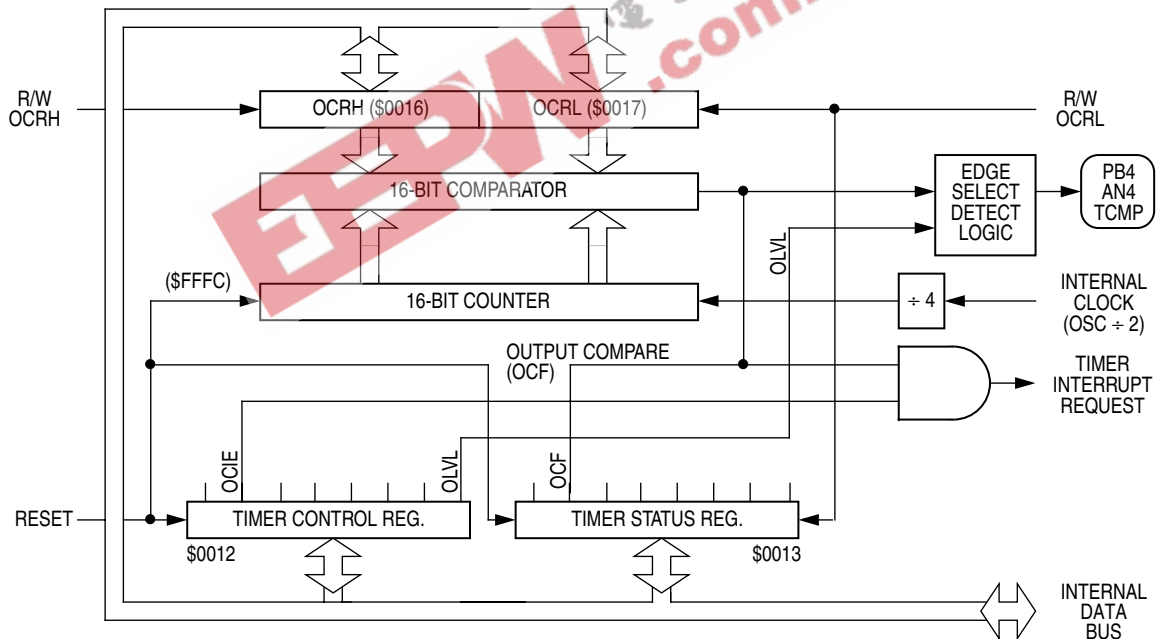 R/W
OCRH
OCRH ($0016)
OCRL ($0017)
R/W
OCRL
16-BIT COMPARATOR
EDGE
SELECT
DETECT
LOGIC
PB4
AN4
TCMP
OLVL
($FFFC)
16-BIT COUNTER
÷ 4
INTERNAL
CLOCK
(OSC ÷ 2)
OUTPUT COMPARE
(OCF)
TIMER
INTERRUPT
REQUEST
OCIE
OLVL
OCF
RESET
TIMER CONTROL REG.
TIMER STATUS REG.
$0012
$0013
INTERNAL
DATA
BUS
EEPW
.com